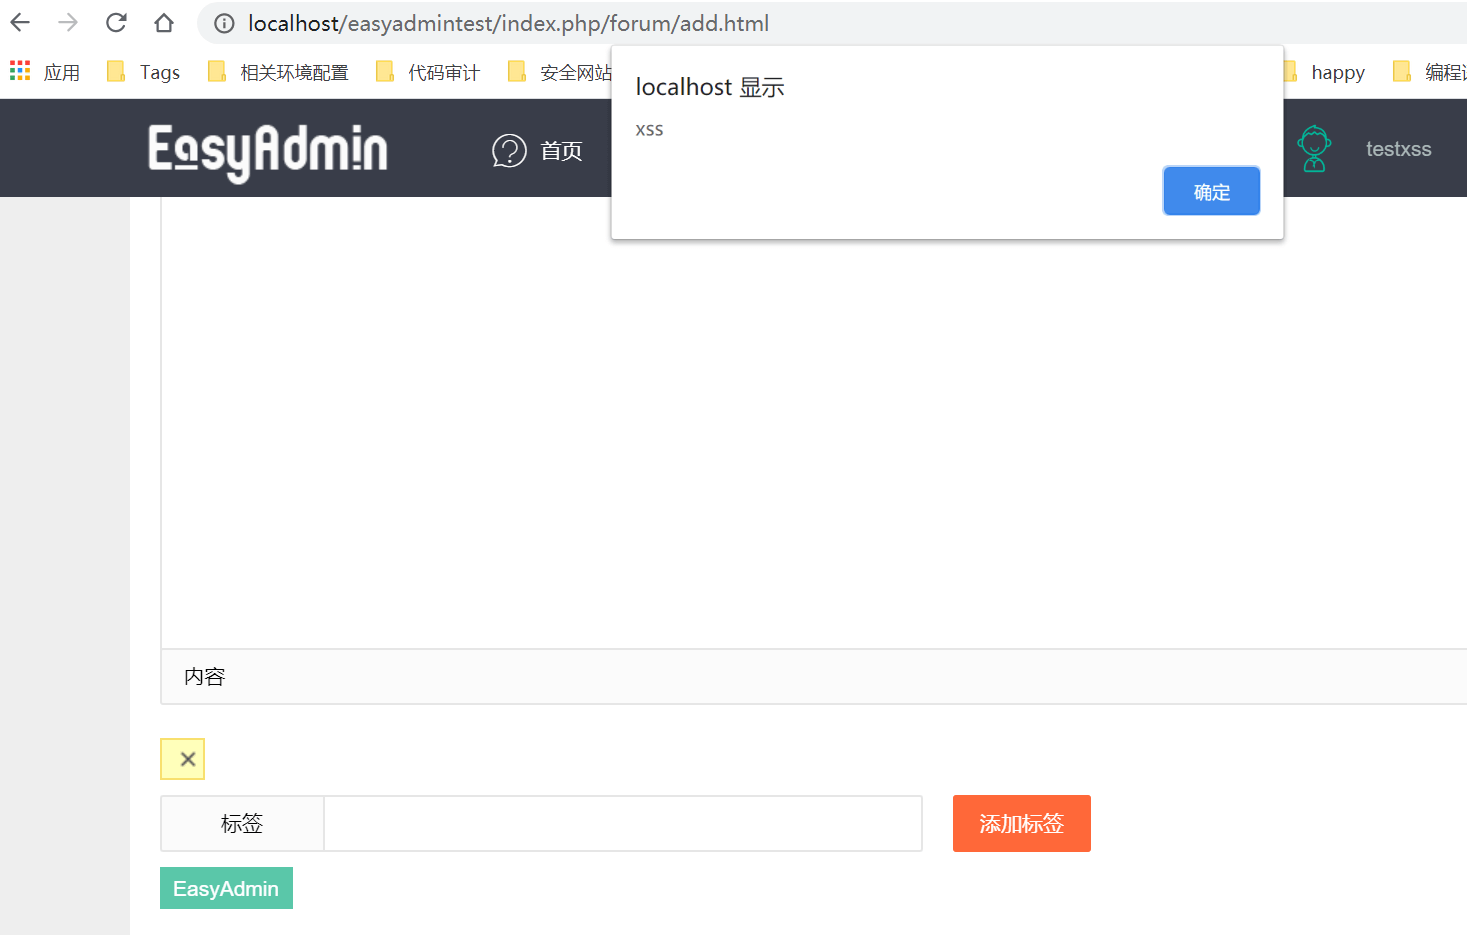 localhost/easyadmintest/index.php/forum/add.html
应用 Tags 相关环境配置 代码审计 安全网站 happy 编程
localhost 显示
xss
确定
EasyAdmin 首页 testxss
内容
标签 添加标签
EasyAdmin